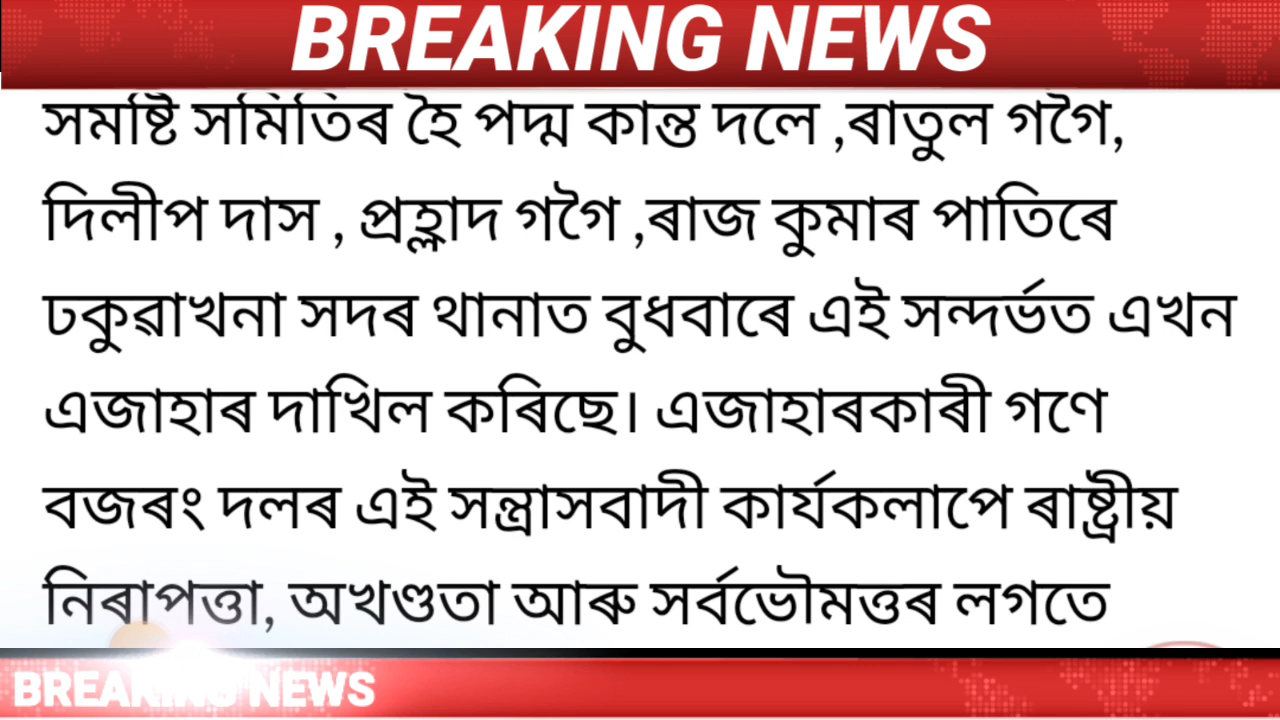 BREAKING NEWS
সমষ্টি সমিতিৰ হৈ পদ্ম কান্ত দলে ,ৰাতুল গগৈ,
দিলীপ দাস , প্ৰহ্লাদ গগৈ ,ৰাজ কুমাৰ পাতিৰে
ঢকুৱাখনা সদৰ থানাত বুধবাৰে এই সন্দৰ্ভত এখন
এজাহাৰ দাখিল কৰিছে। এজাহাৰকাৰী গণে
বজৰং দলৰ এই সন্ত্ৰাসবাদী কাৰ্যকলাপে ৰাষ্ট্ৰীয়
নিৰাপত্তা, অখণ্ডতা আৰু সৰ্বভৌমত্তৰ লগতে
BREAKING NEWS